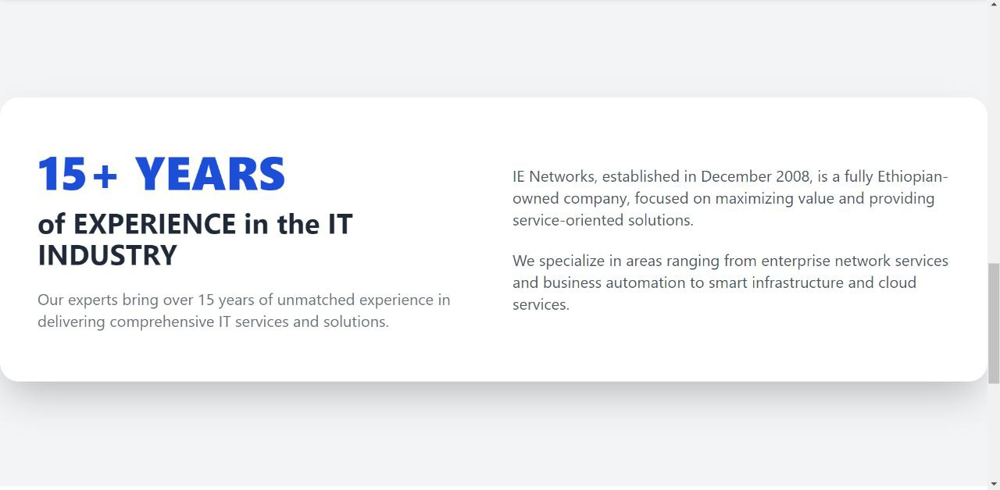 15+ YEARS
of EXPERIENCE in the IT
INDUSTRY
Our experts bring over 15 years of unmatched experience in
delivering comprehensive IT services and solutions.
IE Networks, established in December 2008, is a fully Ethiopian-
owned company, focused on maximizing value and providing
service-oriented solutions.
We specialize in areas ranging from enterprise network services
and business automation to smart infrastructure and cloud
services.